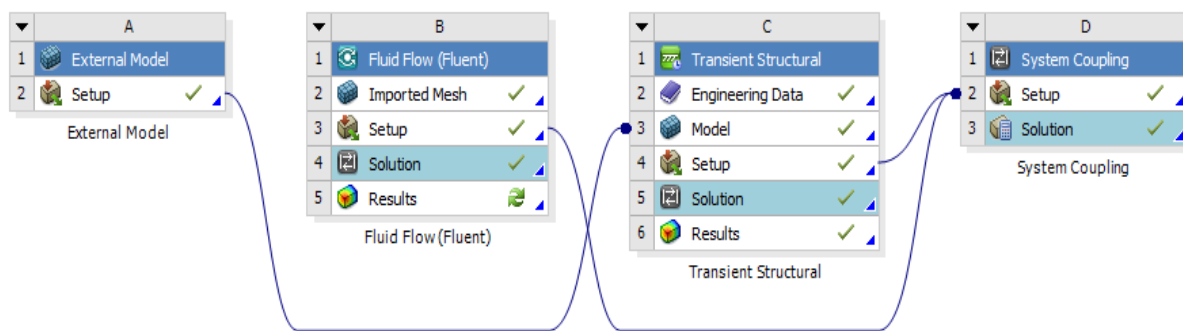 A
1 External Model
2 Setup
External Model
B
1 Fluid Flow (Fluent)
2 Imported Mesh
3 Setup
4 Solution
5 Results
Fluid Flow (Fluent)
C
1 Transient Structural
2 Engineering Data
3 Model
4 Setup
5 Solution
6 Results
Transient Structural
D
1 System Coupling
2 Setup
3 Solution
System Coupling